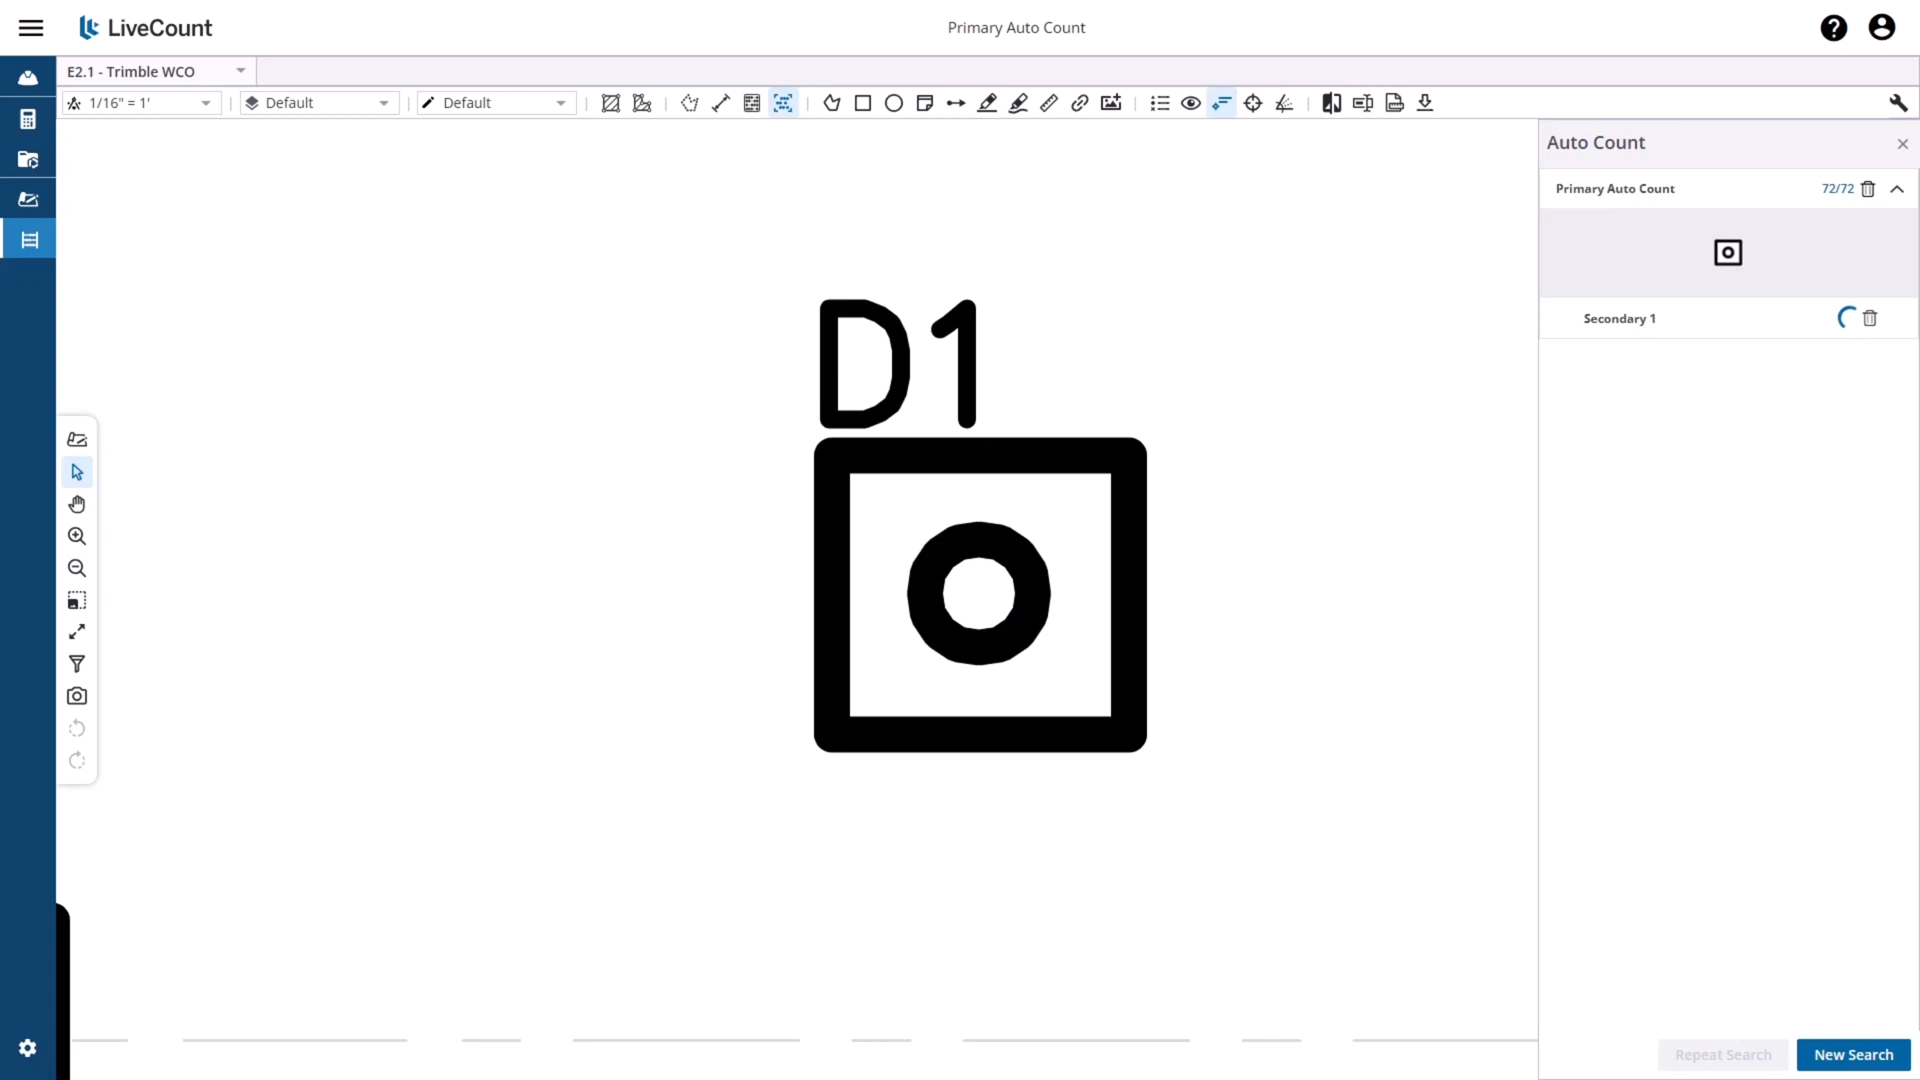 LiveCount
Primary Auto Count
E2.1 - Trimble WCO
1/16" = 1'
Default
Default
Auto Count
Primary Auto Count
72/72
Secondary 1
D1
Repeat Search
New Search